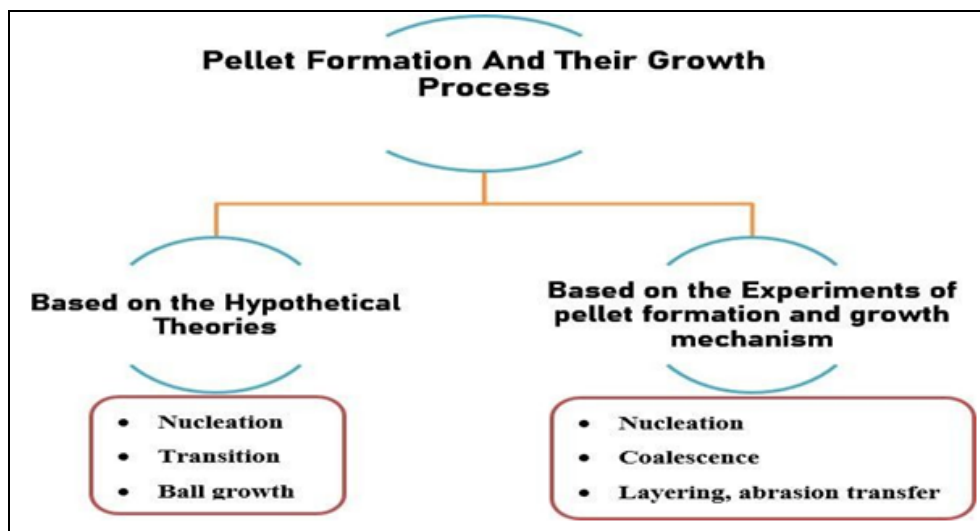 Pellet Formation And Their Growth
Process
Based on the Hypothetical
Theories
• Nucleation
• Transition
• Ball growth
Based on the Experiments of
pellet formation and growth
mechanism
• Nucleation
• Coalescence
• Layering, abrasion transfer